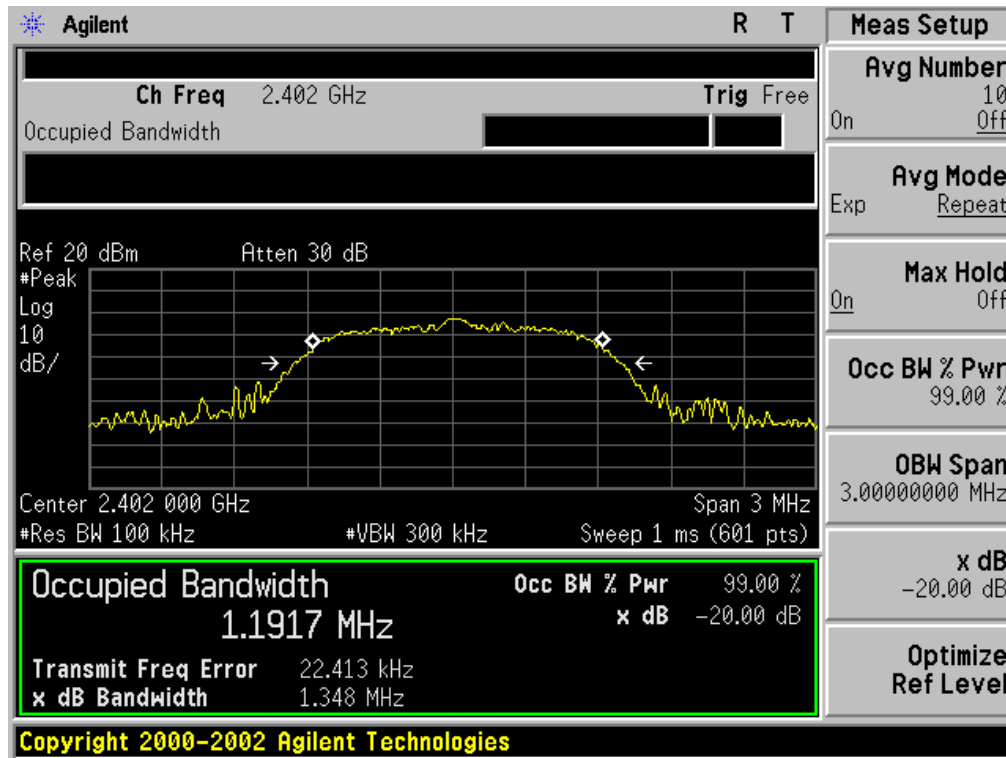 Agilent R T
Ch Freq 2.402 GHz Trig Free
Occupied Bandwidth
Ref 20 dBm Atten 30 dB
#Peak
Log
10
dB/
Center 2.402 000 GHz Span 3 MHz
#Res BW 100 kHz #VBW 300 kHz Sweep 1 ms (601 pts)
Occupied Bandwidth Occ BW % Pwr 99.00 %
1.1917 MHz x dB -20.00 dB
Transmit Freq Error 22.413 kHz
x dB Bandwidth 1.348 MHz
Copyright 2000-2002 Agilent Technologies
Meas Setup
Avg Number
10
On Off
Avg Mode
Exp Repeat
Max Hold
On Off
Occ BW % Pwr
99.00 %
OBW Span
3.00000000 MHz
x dB
-20.00 dB
Optimize
Ref Level